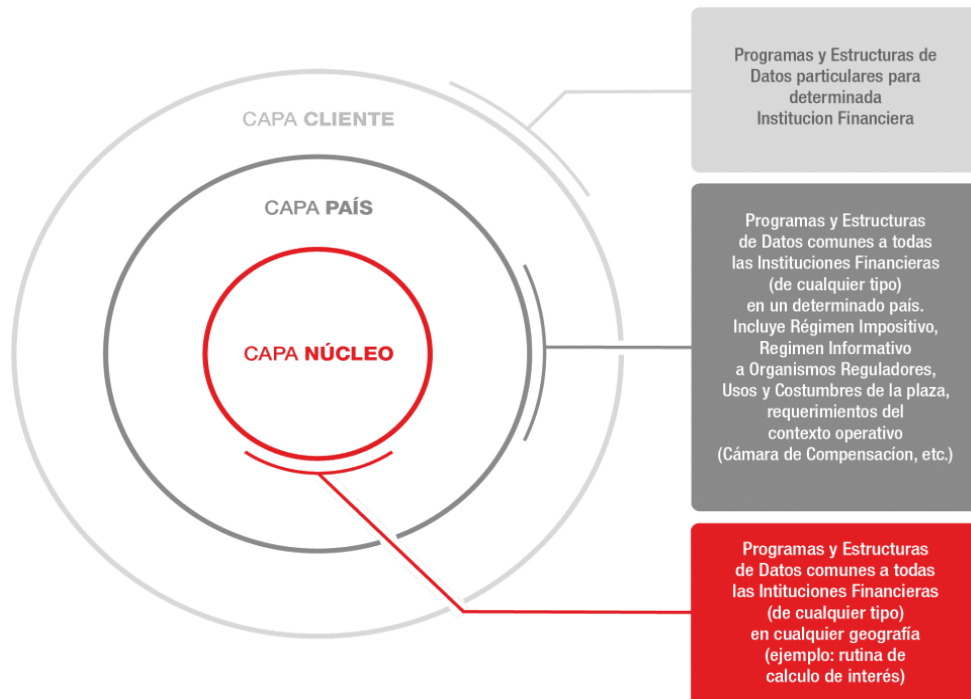 CAPA CLIENTE
CAPA PAÍS
CAPA NÚCLEO
Programas y Estructuras de
Datos particulares para
determinada
Institucion Financiera
Programas y Estructuras
de Datos comunes a todas
las Instituciones Financieras
(de cualquier tipo)
en un determinado país.
Incluye Régimen Impositivo,
Regimen Informativo
a Organismos Reguladores,
Usos y Costumbres de la plaza,
requerimientos del
contexto operativo
(Cámara de Compensacíon, etc.)
Programas y Estructuras
de Datos comunes a todas
las Intituciones Financieras
(de cualquier tipo)
en cualquier geografía
(ejemplo: rutina de
calculo de interés)